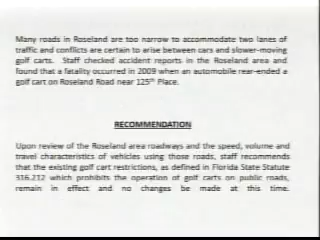 Many roads in Roseland are too narrow to accommodate two lanes of
traffic and conflicts are certain to arise between cars and slower-moving
golf carts. Staff checked accident reports in the Roseland area and
found that a fatality occurred in 2009 when an automobile rear-ended a
golf cart on Roseland Road near 125th Place.
RECOMMENDATION
Upon review of the Roseland area roadways and the speed, volume and
travel characteristics of vehicles using those roads, staff recommends
that the existing golf cart restrictions, as defined in Florida State Statute
316.212 which prohibits the operation of golf carts on public roads,
remain in effect and no changes be made at this time.